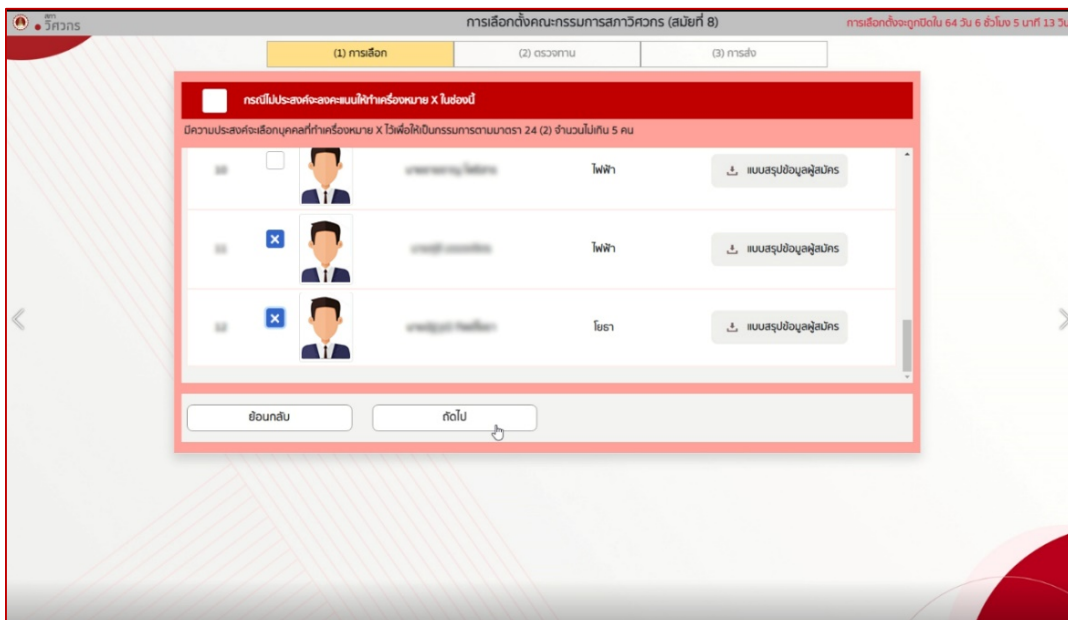 สภา
วิศวกร
การเลือกตั้งคณะกรรมการสภาวิศวกร (สมัยที่ 8)
การเลือกตั้งจะถูกปิดใน 64 วัน 6 ชั่วโมง 5 นาที 13 วิน
(1) การเลือก
(2) ตรวจทาน
(3) การส่ง
กรณีไม่ประสงค์จะลงคะแนนให้ทำเครื่องหมาย X ในช่องนี้
มีความประสงค์จะเลือกบุคคลที่ทำเครื่องหมาย X ไว้เพื่อให้เป็นกรรมการตามมาตรา 24 (2) จำนวนไม่เกิน 5 คน
ไฟฟ้า แบบสรุปข้อมูลผู้สมัคร
ไฟฟ้า แบบสรุปข้อมูลผู้สมัคร
โยธา แบบสรุปข้อมูลผู้สมัคร
ย้อนกลับ
ถัดไป